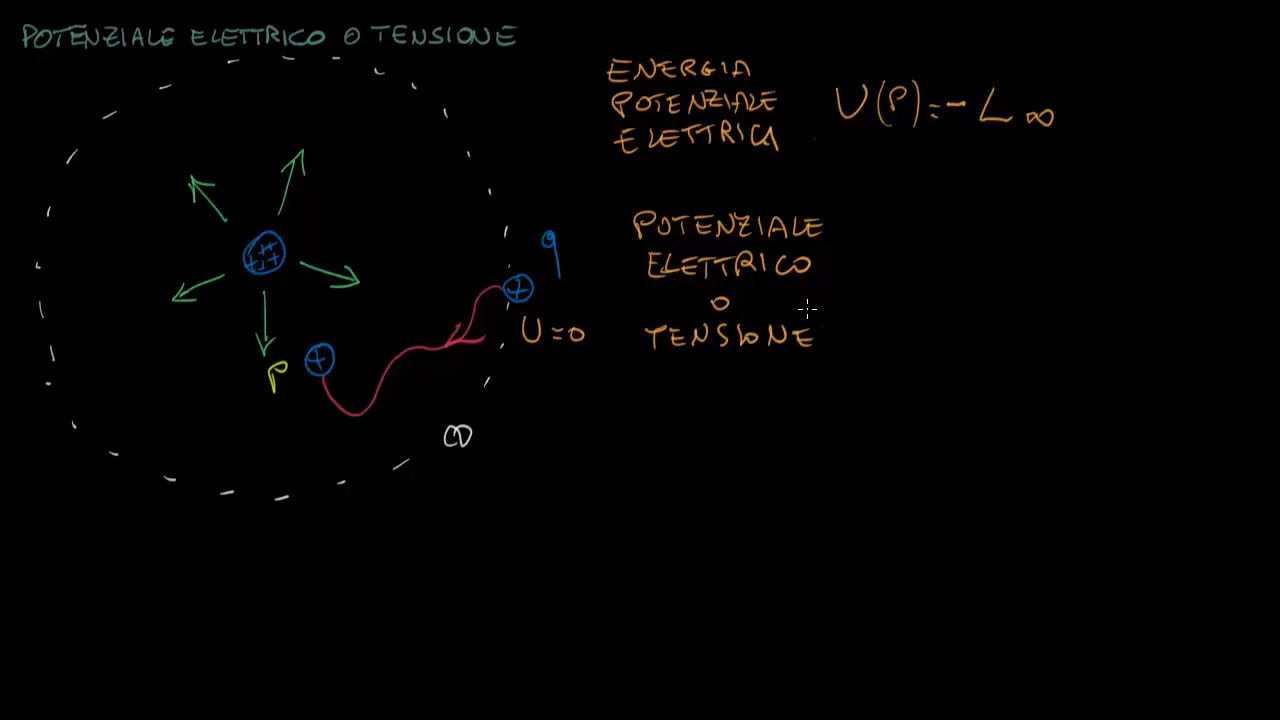 POTENZIALE ELETTRICO O TENSIONE
ENERGIA
POTENZIALE
ELETTRICA
U(P)=-L∞
POTENZIALE
ELETTRICO
O
TENSIONE
++
+++
q
+
U=0
+
P
∞